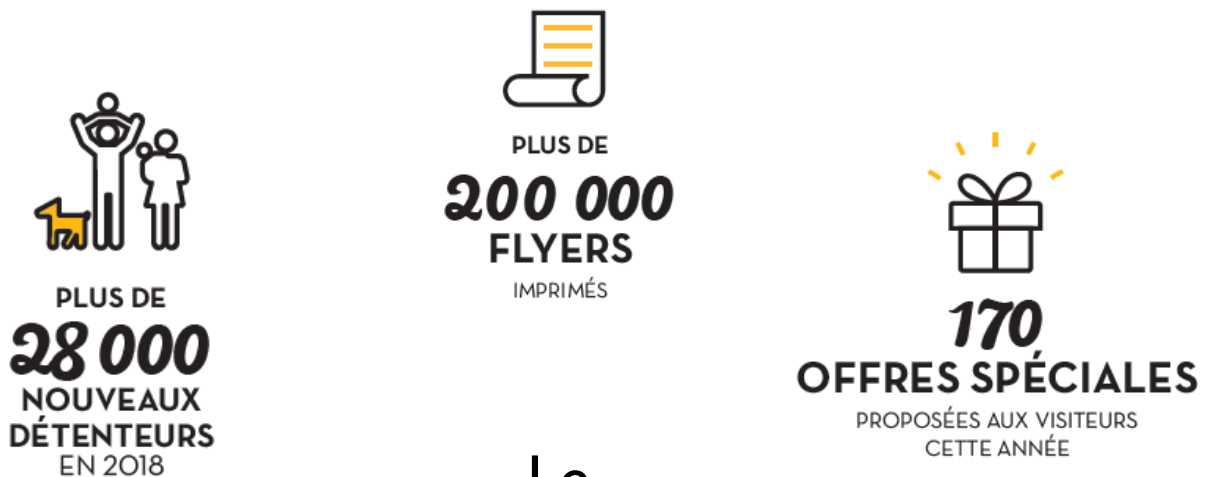 PLUS DE
28 000
NOUVEAUX
DÉTENTEURS
EN 2018
PLUS DE
200 000
FLYERS
IMPRIMÉS
170
OFFRES SPÉCIALES
PROPOSÉES AUX VISITEURS
CETTE ANNÉE
Le